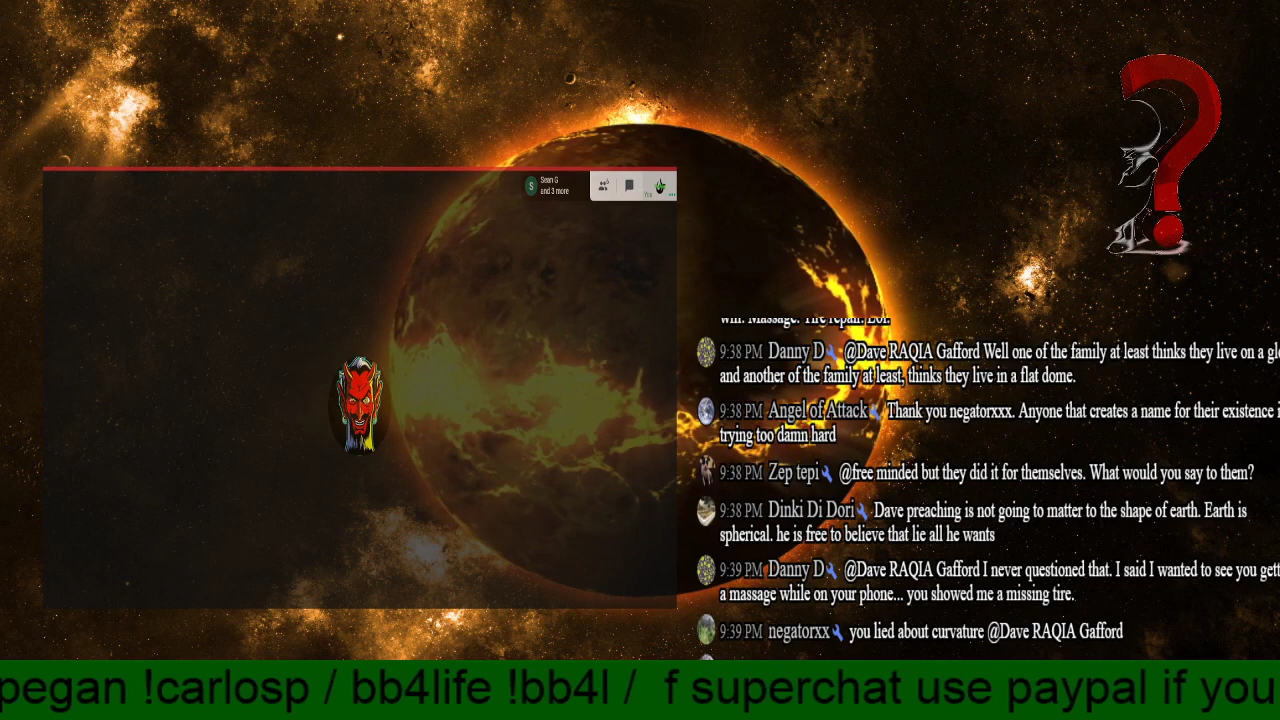 S
Sean G
and 3 more
You
will. Massage. Tire repair. Lol.
9:38 PM Danny D @Dave RAQIA Gafford Well one of the family at least thinks they live on a gl
and another of the family at least, thinks they live in a flat dome.
9:38 PM Angel of Attack Thank you negatorxxx. Anyone that creates a name for their existence i
trying too damn hard
9:38 PM Zep tepi @free minded but they did it for themselves. What would you say to them?
9:38 PM Dinki Di Dori Dave preaching is not going to matter to the shape of earth. Earth is
spherical. he is free to believe that lie all he wants
9:39 PM Danny D @Dave RAQIA Gafford I never questioned that. I said I wanted to see you gett
a massage while on your phone... you showed me a missing tire.
9:39 PM negatorxx you lied about curvature @Dave RAQIA Gafford
pegan !carlosp / bb4life !bb4l / f superchat use paypal if you